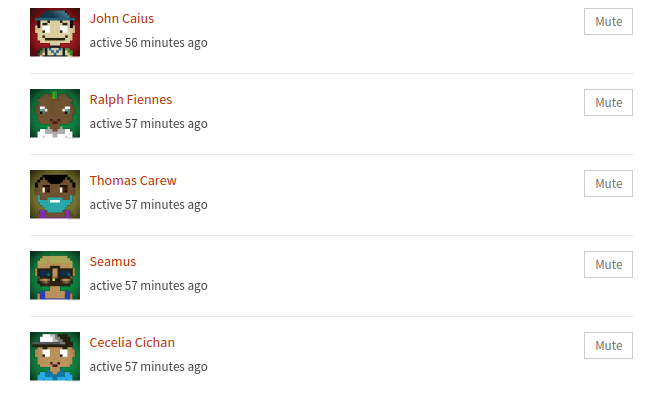 John Caius
Mute
active 56 minutes ago
Ralph Fiennes
Mute
active 57 minutes ago
Thomas Carew
Mute
active 57 minutes ago
Seamus
Mute
active 57 minutes ago
Cecelia Cichan
Mute
active 57 minutes ago